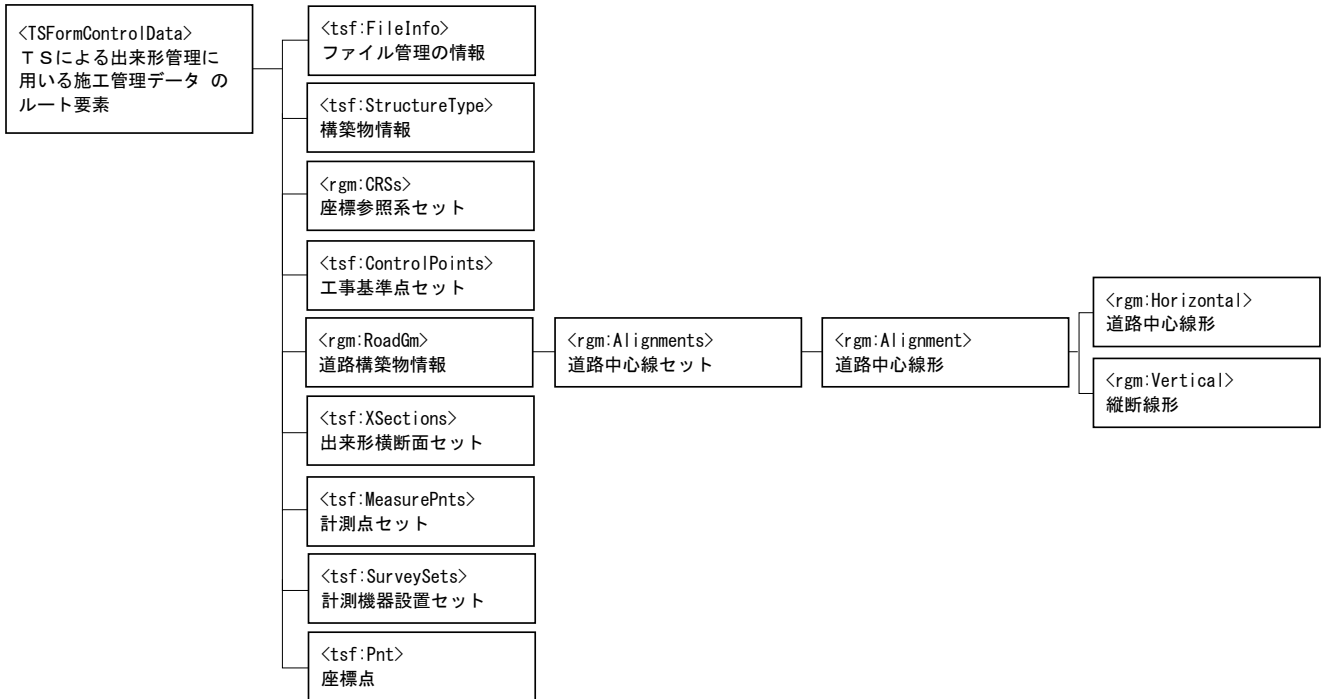 <TSFormControlData>
ＴＳによる出来形管理に
用いる施工管理データ の
ルート要素
<tsf:FileInfo>
ファイル管理の情報
<tsf:StructureType>
構築物情報
<rgm:CRSs>
座標参照系セット
<tsf:ControlPoints>
工事基準点セット
<rgm:RoadGm>
道路構築物情報
<rgm:Alignments>
道路中心線セット
<rgm:Alignment>
道路中心線形
<rgm:Horizontal>
道路中心線形
<rgm:Vertical>
縦断線形
<tsf:XSections>
出来形横断面セット
<tsf:MeasurePnts>
計測点セット
<tsf:SurveySets>
計測機器設置セット
<tsf:Pnt>
座標点